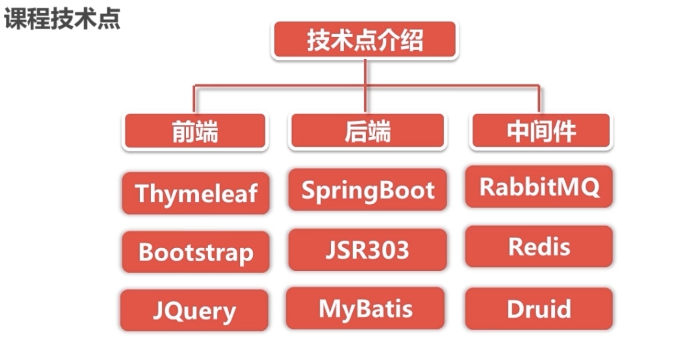 课程技术点
技术点介绍
前端
后端
中间件
Thymeleaf
SpringBoot
RabbitMQ
Bootstrap
JSR303
Redis
JQuery
MyBatis
Druid